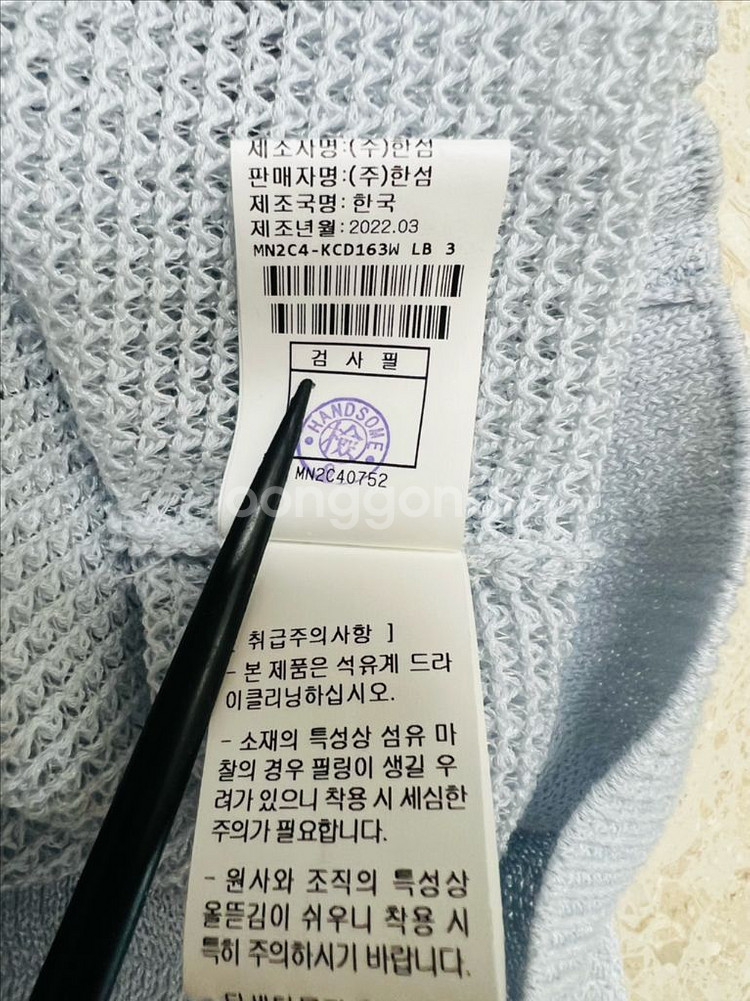 제조자명:(주)한섬
판매자명:(주)한섬
제조국명: 한국
제조년월: 2022.03
MN2C4-KCD163W LB 3
검 사 필
HANDSOME
檢
MN2C40752
취급주의사항 ]
- 본 제품은 석유계 드라
이클리닝하십시오.
- 소재의 특성상 섬유 마
찰의 경우 필링이 생길 우
려가 있으니 착용 시 세심한
주의가 필요합니다.
- 원사와 조직의 특성상
올뜯김이 쉬우니 착용 시
특히 주의하시기 바랍니다.